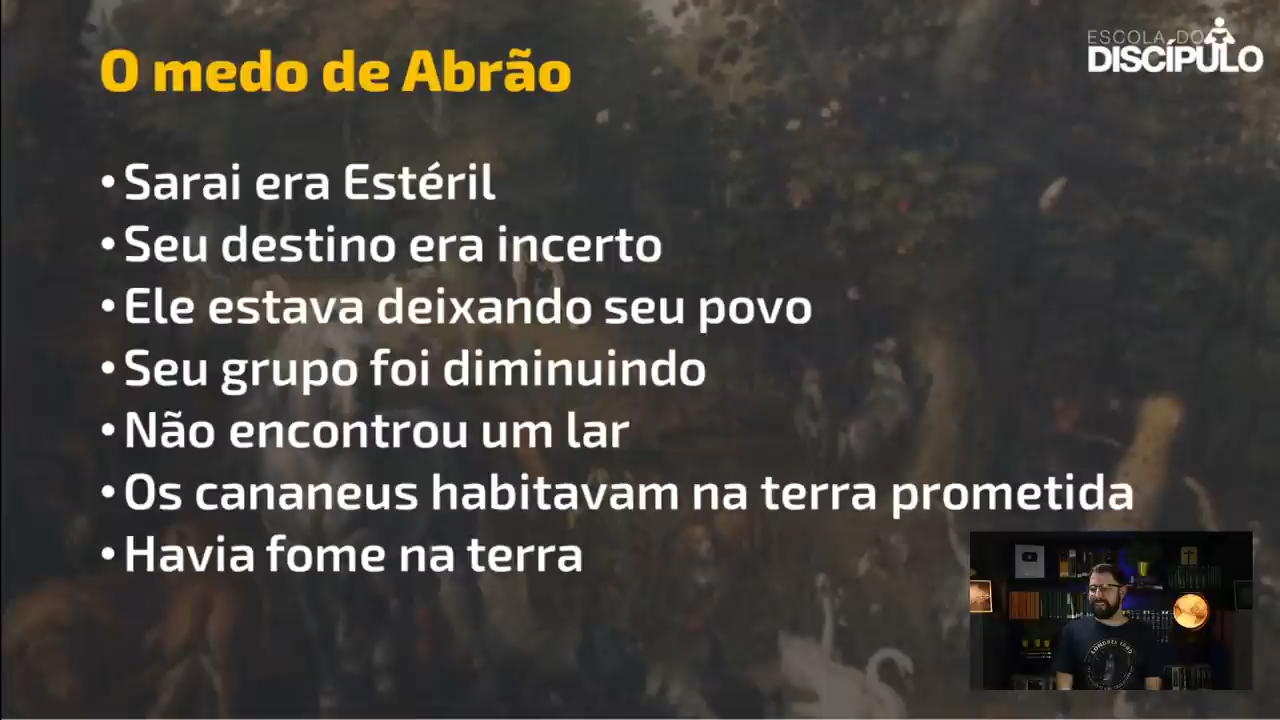 O medo de Abrão
ESCOLA DO
DISCÍPULO
• Sarai era Estéril
• Seu destino era incerto
• Ele estava deixando seu povo
• Seu grupo foi diminuindo
• Não encontrou um lar
• Os cananeus habitavam na terra prometida
• Havia fome na terra